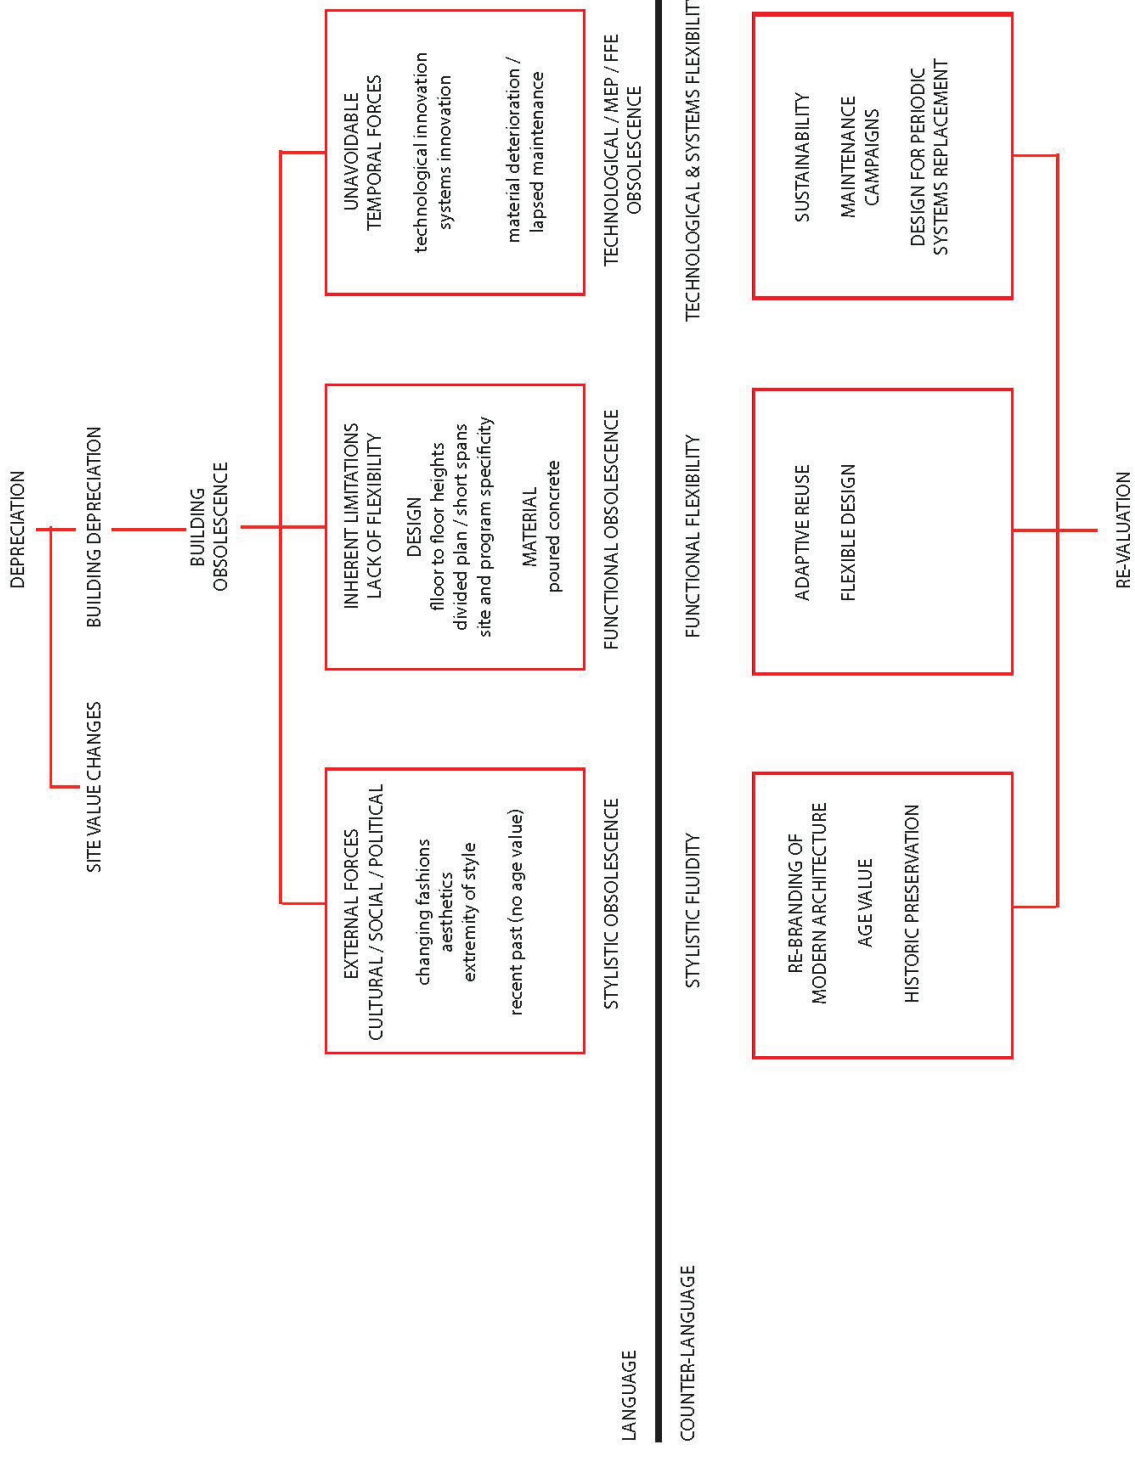 DEPRECIATION
SITE VALUE CHANGES
BUILDING DEPRECIATION
BUILDING
OBSOLESCENCE
EXTERNAL FORCES
CULTURAL / SOCIAL / POLITICAL
changing fashions
aesthetics
extremity of style
recent past (no age value)
STYLISTIC OBSOLESCENCE
INHERENT LIMITATIONS
LACK OF FLEXIBILITY
DESIGN
flloor to floor heights
divided plan / short spans
site and program specificity
MATERIAL
poured concrete
FUNCTIONAL OBSOLESCENCE
UNAVOIDABLE
TEMPORAL FORCES
technological innovation
systems innovation
material deterioration /
lapsed maintenance
TECHNOLOGICAL / MEP / FFE
OBSOLESCENCE
LANGUAGE
COUNTER-LANGUAGE
STYLISTIC FLUIDITY
RE-BRANDING OF
MODERN ARCHITECTURE
AGE VALUE
HISTORIC PRESERVATION
FUNCTIONAL FLEXIBILITY
ADAPTIVE REUSE
FLEXIBLE DESIGN
TECHNOLOGICAL & SYSTEMS FLEXIBILITY
SUSTAINABILITY
MAINTENANCE
CAMPAIGNS
DESIGN FOR PERIODIC
SYSTEMS REPLACEMENT
RE-VALUATION